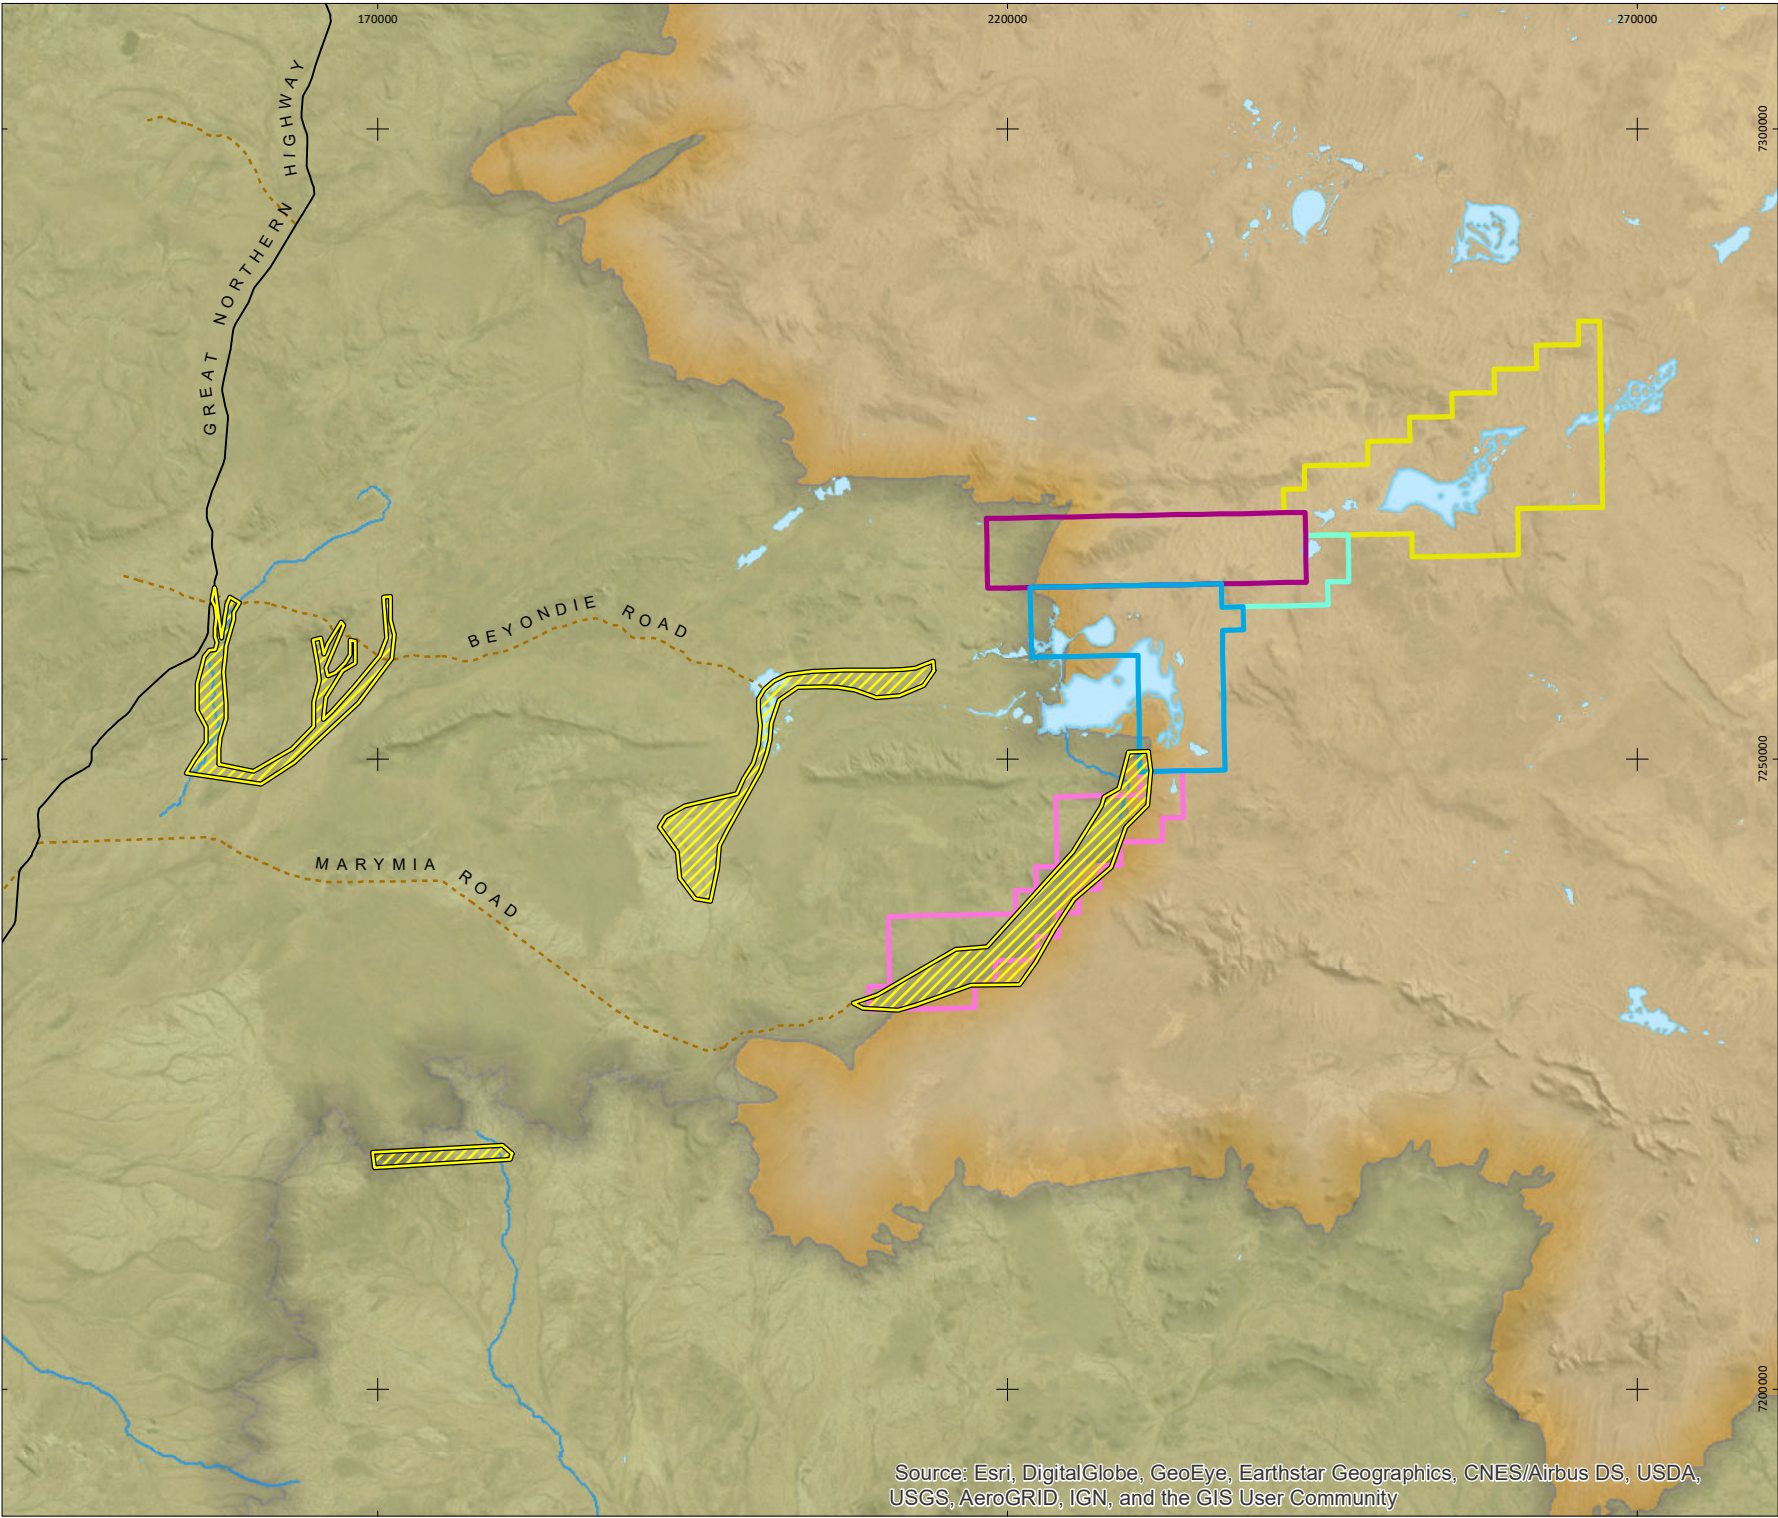 170000
220000
270000
7300000
GREAT NORTHERN HIGHWAY
BEYONDIE ROAD
7250000
MARYMIA ROAD
7200000
Source: Esri, DigitalGlobe, GeoEye, Earthstar Geographics, CNES/Airbus DS, USDA,
USGS, AeroGRID, IGN, and the GIS User Community